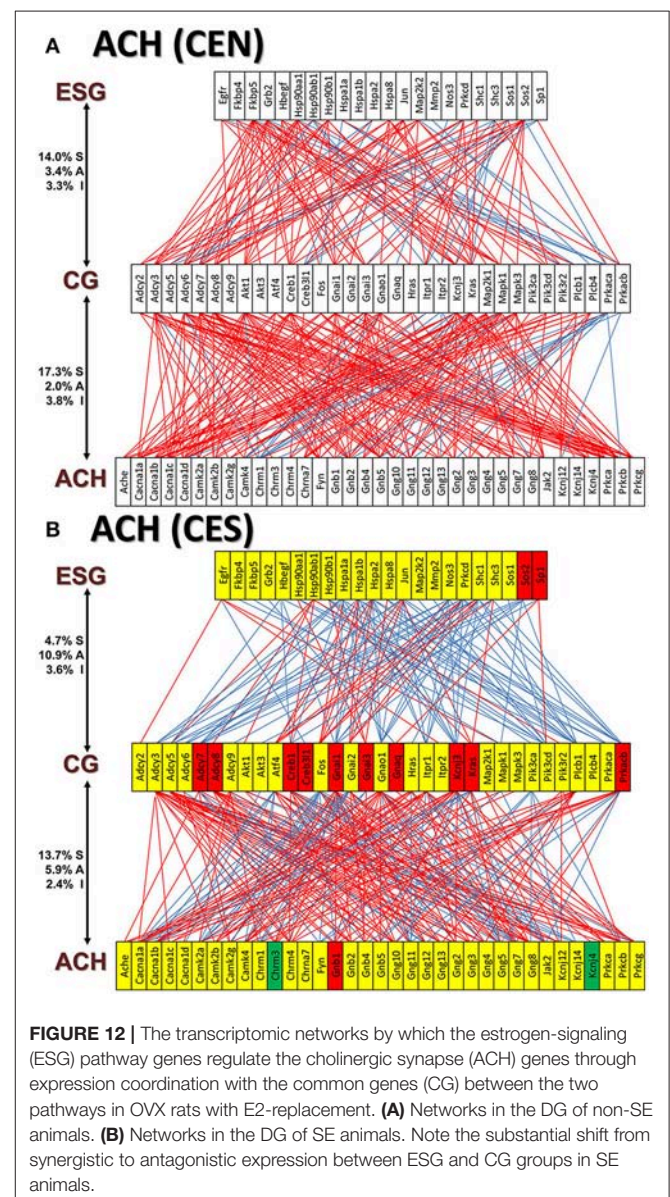 A ACH (CEN)
ESG
Egfr Fkbp4 Fkbp5 Grb2 Hbegf Hsp90aa1 Hsp90ab1 Hsp90b1 Hspa1a Hspa1b Hspa2 Hspa8 Jun Map2k2 Mmp2 Nos3 Prkcd Shc1 Shc3 Sos1 Sos2 Sp1
14.0% S
3.4% A
3.3% I
CG
Adcy2 Adcy3 Adcy5 Adcy6 Adcy7 Adcy8 Adcy9 Akt1 Akt3 Atf4 Creb1 Creb3l1 Fos Gnai1 Gnai2 Gnai3 Gnao1 Gnaq Hras Itpr1 Itpr2 Kcnj3 Kras Map2k1 Mapk1 Mapk3 Pik3ca Pik3cd Pik3r2 Plcb1 Plcb4 Prkaca Prkacb
17.3% S
2.0% A
3.8% I
ACH
Ache Cacna1a Cacna1b Cacna1c Cacna1d Camk2a Camk2b Camk2g Camk4 Chrm1 Chrm3 Chrm4 Chrna7 Fyn Gnb1 Gnb2 Gnb4 Gnb5 Gng10 Gng11 Gng12 Gng13 Gng2 Gng3 Gng4 Gng5 Gng7 Gng8 Jak2 Kcnj12 Kcnj14 Kcnj4 Prkca Prkcb Prkcg
B ACH (CES)
ESG
Egfr Fkbp4 Fkbp5 Grb2 Hbegf Hsp90aa1 Hsp90ab1 Hsp90b1 Hspa1a Hspa1b Hspa2 Hspa8 Jun Map2k2 Mmp2 Nos3 Prkcd Shc1 Shc3 Sos1 Sos2 Sp1
4.7% S
10.9% A
3.6% I
CG
Adcy2 Adcy3 Adcy5 Adcy6 Adcy7 Adcy8 Adcy9 Akt1 Akt3 Atf4 Creb1 Creb3l1 Fos Gnai1 Gnai2 Gnai3 Gnao1 Gnaq Hras Itpr1 Itpr2 Kcnj3 Kras Map2k1 Mapk1 Mapk3 Pik3ca Pik3cd Pik3r2 Plcb1 Plcb4 Prkaca Prkacb
13.7% S
5.9% A
2.4% I
ACH
Ache Cacna1a Cacna1b Cacna1c Cacna1d Camk2a Camk2b Camk2g Camk4 Chrm1 Chrm3 Chrm4 Chrna7 Fyn Gnb1 Gnb2 Gnb4 Gnb5 Gng10 Gng11 Gng12 Gng13 Gng2 Gng3 Gng4 Gng5 Gng7 Gng8 Jak2 Kcnj12 Kcnj14 Kcnj4 Prkca Prkcb Prkcg
FIGURE 12 | The transcriptomic networks by which the estrogen-signaling
(ESG) pathway genes regulate the cholinergic synapse (ACH) genes through
expression coordination with the common genes (CG) between the two
pathways in OVX rats with E2-replacement. (A) Networks in the DG of non-SE
animals. (B) Networks in the DG of SE animals. Note the substantial shift from
synergistic to antagonistic expression between ESG and CG groups in SE
animals.